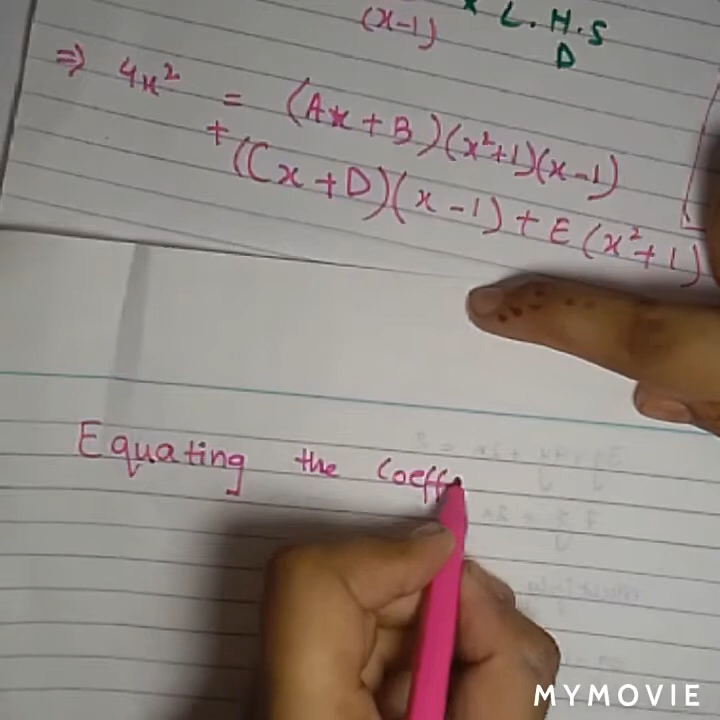 (x-1) × L.H.S
D
⇒ 4x² = (Ax + B)(x²+1)(x-1)
+ (Cx + D)(x - 1) + E(x²+1)
Equating the Coeff
MYMOVIE